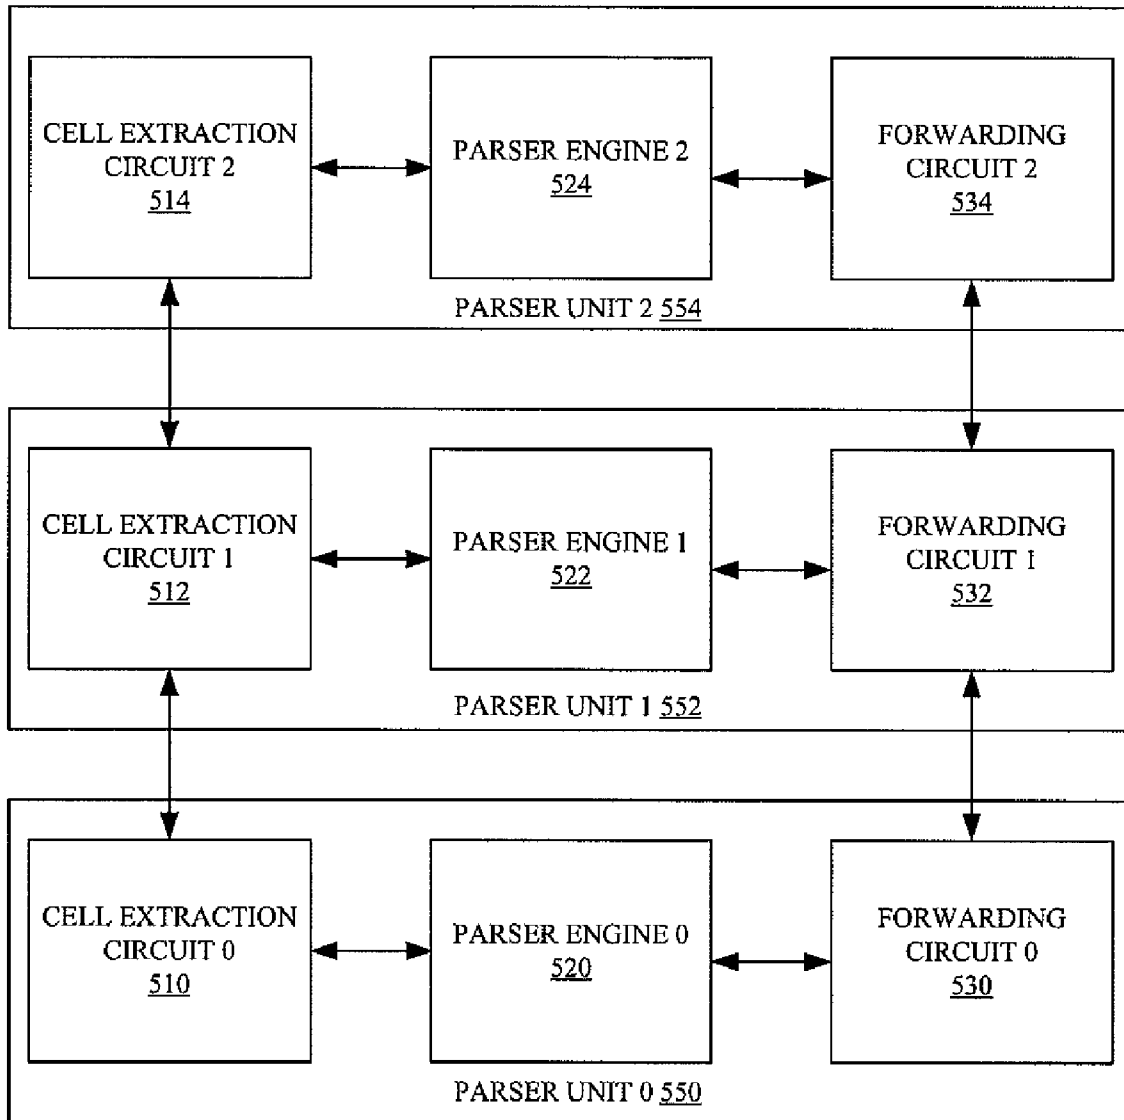 CELL EXTRACTION
CIRCUIT 2
514
PARSER ENGINE 2
524
FORWARDING
CIRCUIT 2
534
PARSER UNIT 2 554
CELL EXTRACTION
CIRCUIT 1
512
PARSER ENGINE 1
522
FORWARDING
CIRCUIT 1
532
PARSER UNIT 1 552
CELL EXTRACTION
CIRCUIT 0
510
PARSER ENGINE 0
520
FORWARDING
CIRCUIT 0
530
PARSER UNIT 0 550